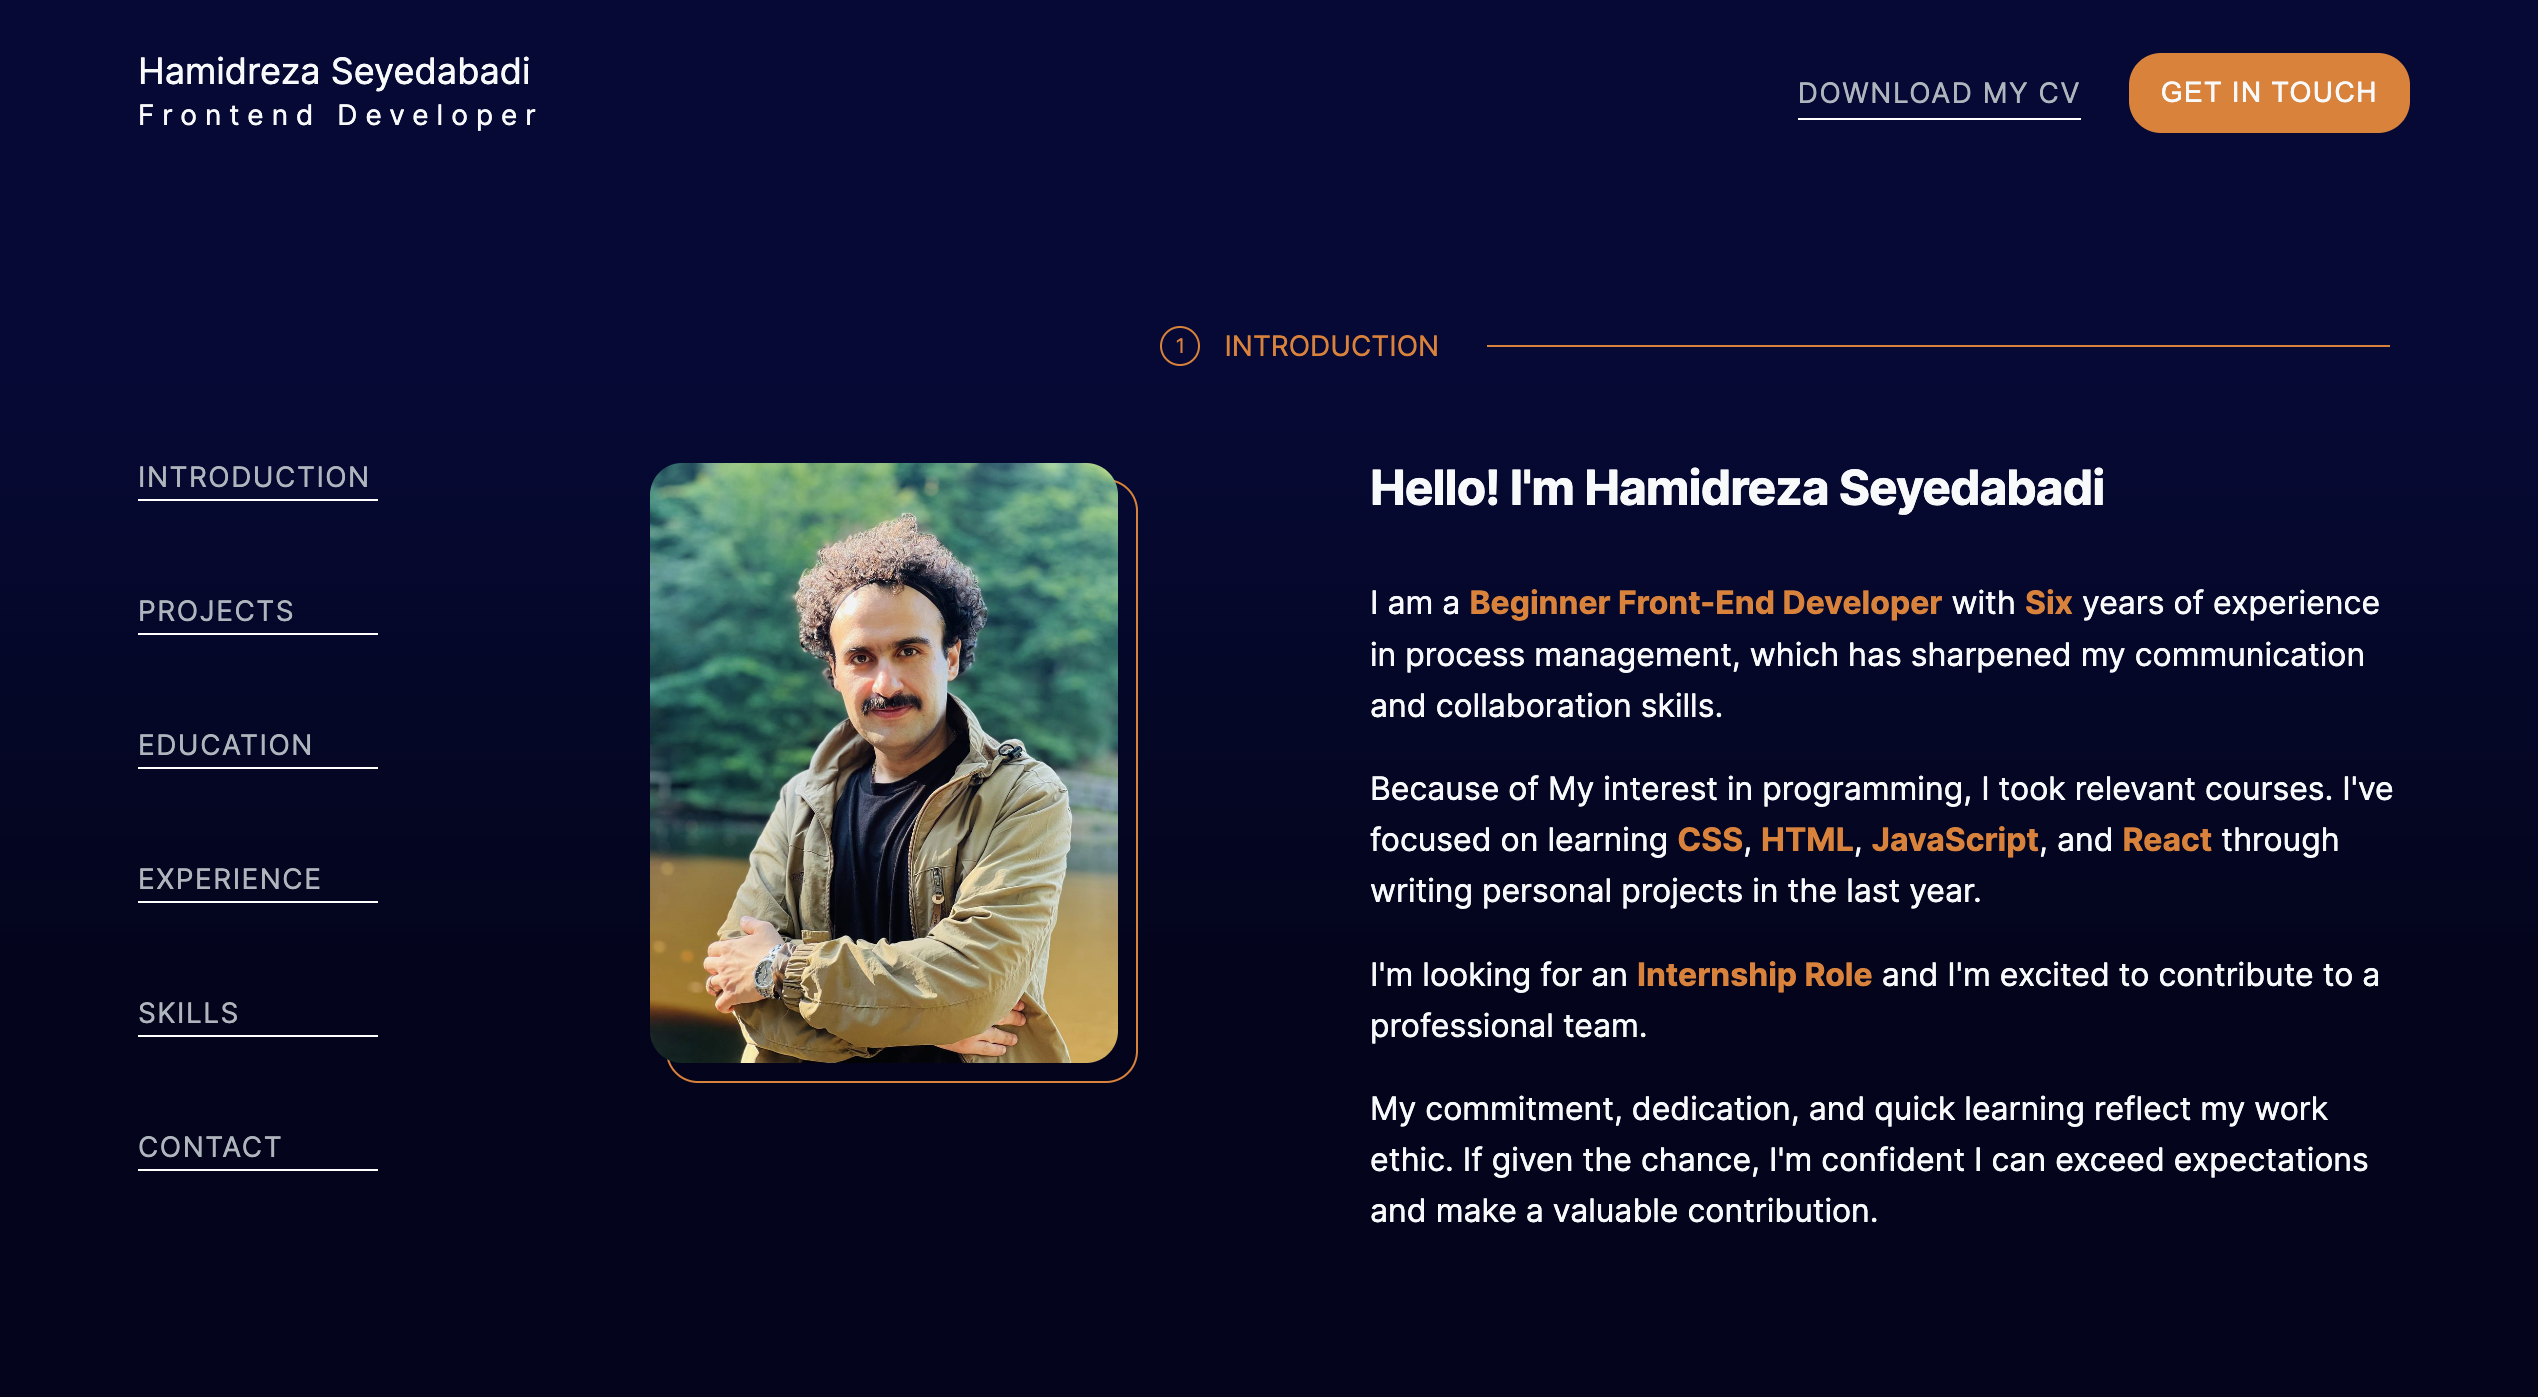 Hamidreza Seyedabadi
Frontend Developer
DOWNLOAD MY CV
GET IN TOUCH
1 INTRODUCTION
INTRODUCTION
PROJECTS
EDUCATION
EXPERIENCE
SKILLS
CONTACT
Hello! I'm Hamidreza Seyedabadi
I am a Beginner Front-End Developer with Six years of experience
in process management, which has sharpened my communication
and collaboration skills.
Because of My interest in programming, I took relevant courses. I've
focused on learning CSS, HTML, JavaScript, and React through
writing personal projects in the last year.
I'm looking for an Internship Role and I'm excited to contribute to a
professional team.
My commitment, dedication, and quick learning reflect my work
ethic. If given the chance, I'm confident I can exceed expectations
and make a valuable contribution.